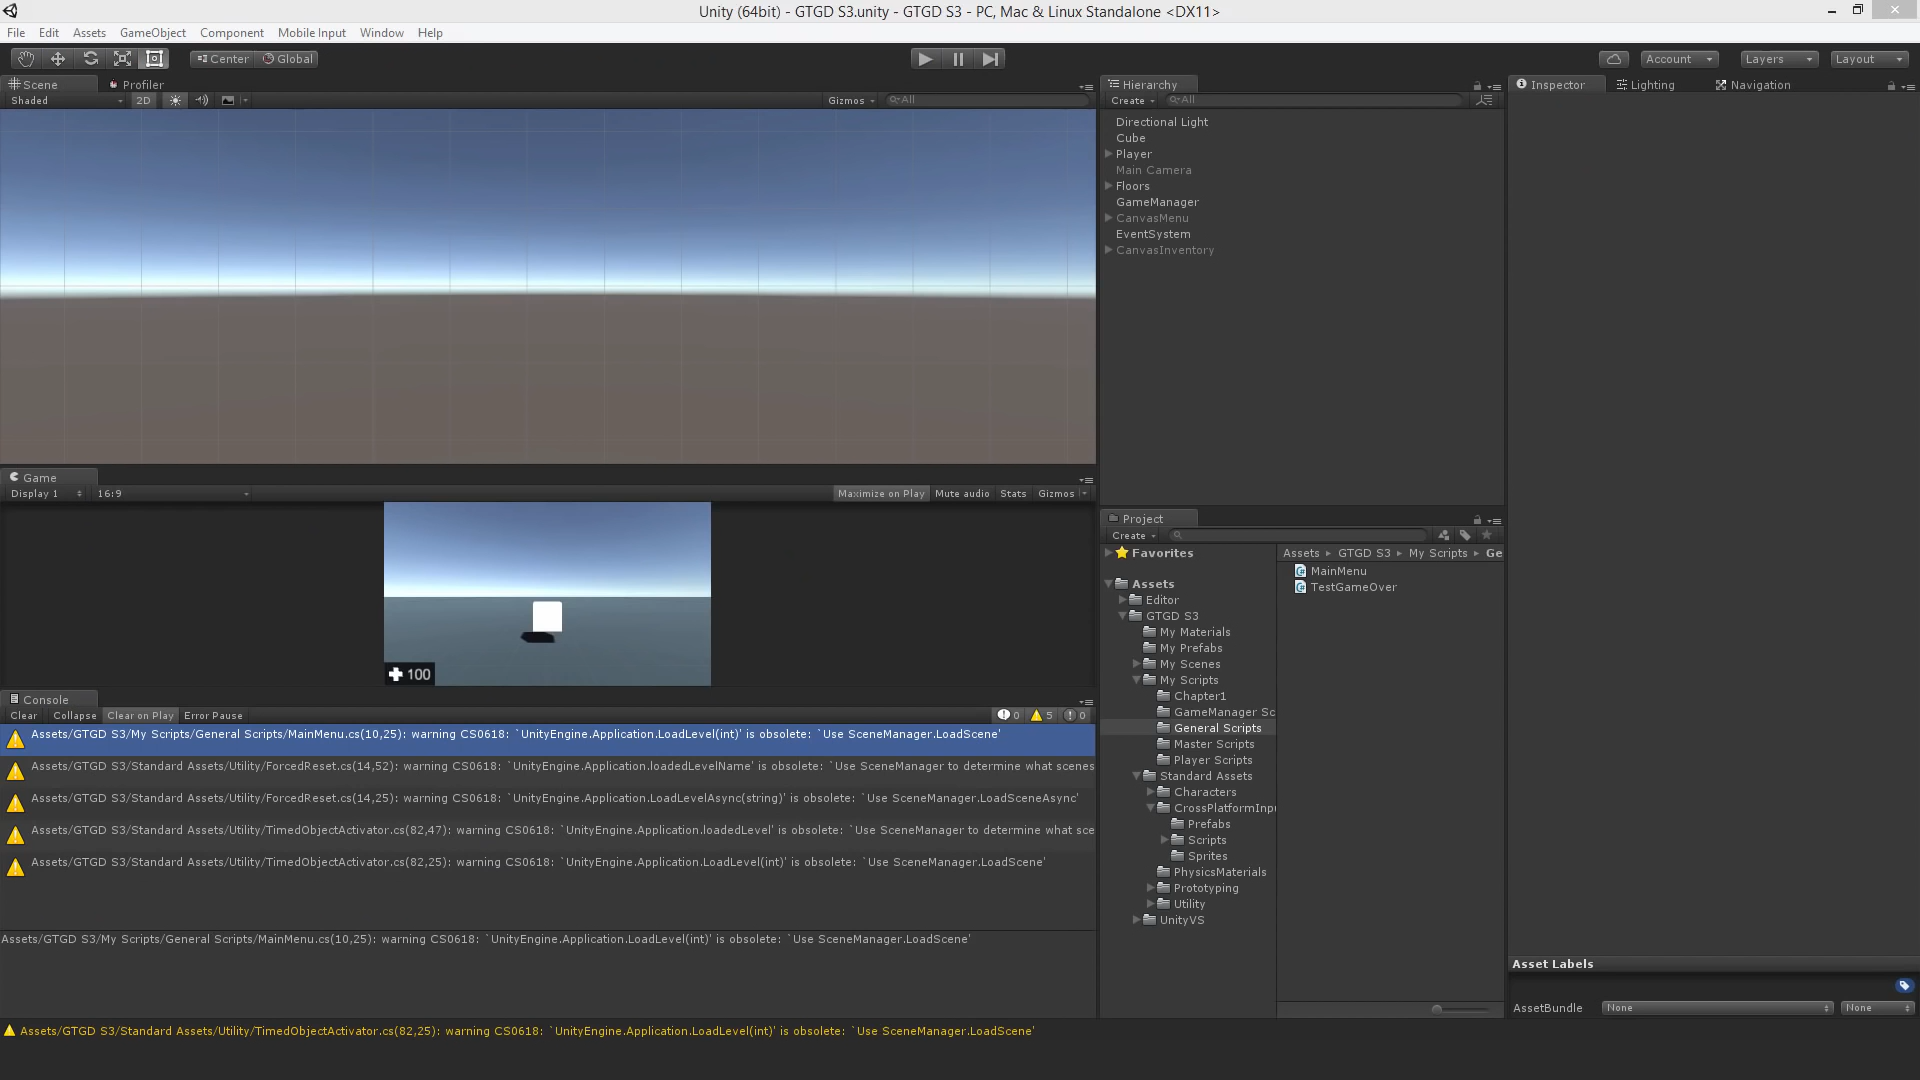 Unity (64bit) - GTGD S3.unity - GTGD S3 - PC, Mac & Linux Standalone <DX11>
File Edit Assets GameObject Component Mobile Input Window Help
Center Global Account Layers Layout
Scene Profiler
Shaded 2D Gizmos All
Hierarchy
Create All
Directional Light
Cube
Player
Main Camera
Floors
GameManager
CanvasMenu
EventSystem
CanvasInventory
Inspector Lighting Navigation
Game
Display 1 16:9 Maximize on Play Mute audio Stats Gizmos
100
Project
Create
Favorites
Assets
Editor
GTGD S3
My Materials
My Prefabs
My Scenes
My Scripts
Chapter1
GameManager Sc
General Scripts
Master Scripts
Player Scripts
Standard Assets
Characters
CrossPlatformInpu
Prefabs
Scripts
Sprites
PhysicsMaterials
Prototyping
Utility
UnityVS
Assets GTGD S3 My Scripts Ge
MainMenu
TestGameOver
Console
Clear Collapse Clear on Play Error Pause 0 5 0
Assets/GTGD S3/My Scripts/General Scripts/MainMenu.cs(10,25): warning CS0618: `UnityEngine.Application.LoadLevel(int)' is obsolete: `Use SceneManager.LoadScene'
Assets/GTGD S3/Standard Assets/Utility/ForcedReset.cs(14,52): warning CS0618: `UnityEngine.Application.loadedLevelName' is obsolete: `Use SceneManager to determine what scenes
Assets/GTGD S3/Standard Assets/Utility/ForcedReset.cs(14,25): warning CS0618: `UnityEngine.Application.LoadLevelAsync(string)' is obsolete: `Use SceneManager.LoadSceneAsync'
Assets/GTGD S3/Standard Assets/Utility/TimedObjectActivator.cs(82,47): warning CS0618: `UnityEngine.Application.loadedLevel' is obsolete: `Use SceneManager to determine what sce
Assets/GTGD S3/Standard Assets/Utility/TimedObjectActivator.cs(82,25): warning CS0618: `UnityEngine.Application.LoadLevel(int)' is obsolete: `Use SceneManager.LoadScene'
Assets/GTGD S3/My Scripts/General Scripts/MainMenu.cs(10,25): warning CS0618: `UnityEngine.Application.LoadLevel(int)' is obsolete: `Use SceneManager.LoadScene'
Asset Labels
AssetBundle None None
Assets/GTGD S3/Standard Assets/Utility/TimedObjectActivator.cs(82,25): warning CS0618: `UnityEngine.Application.LoadLevel(int)' is obsolete: `Use SceneManager.LoadScene'